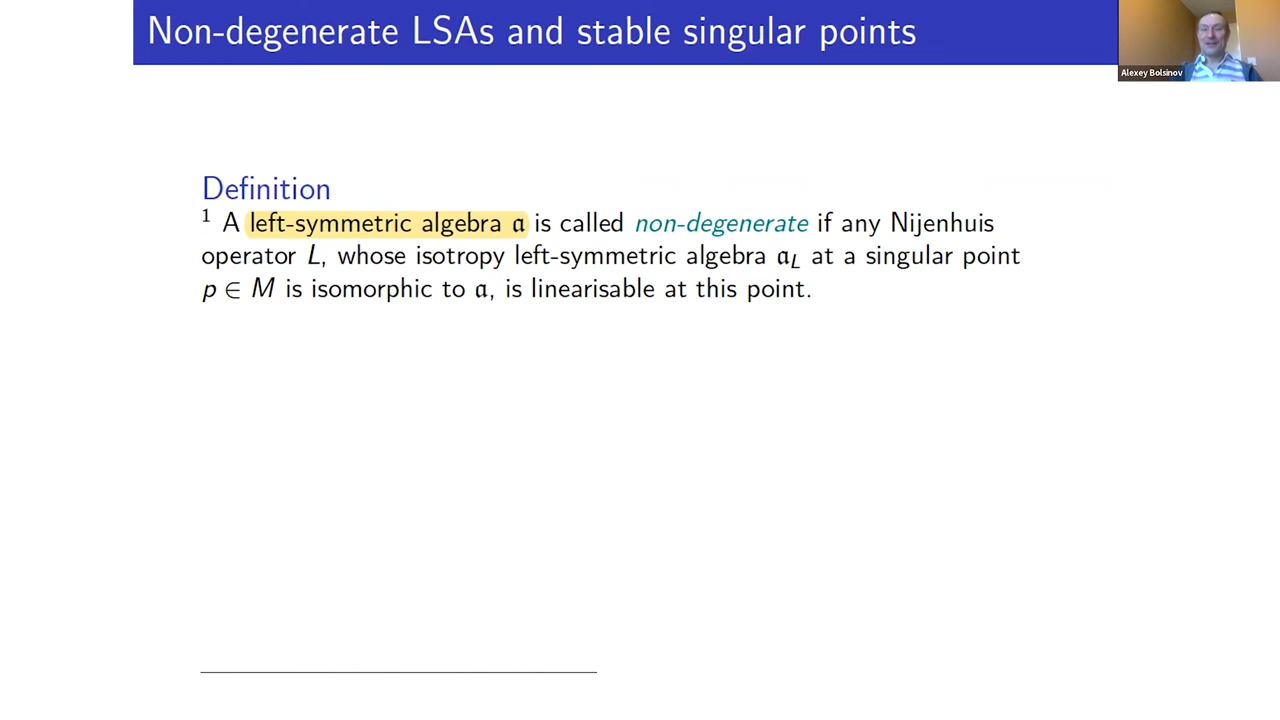 Non-degenerate LSAs and stable singular points
Alexey Bolsinov
Definition
¹ A left-symmetric algebra 𝔞 is called non-degenerate if any Nijenhuis
operator L, whose isotropy left-symmetric algebra 𝔞_L at a singular point
p ∈ M is isomorphic to 𝔞, is linearisable at this point.